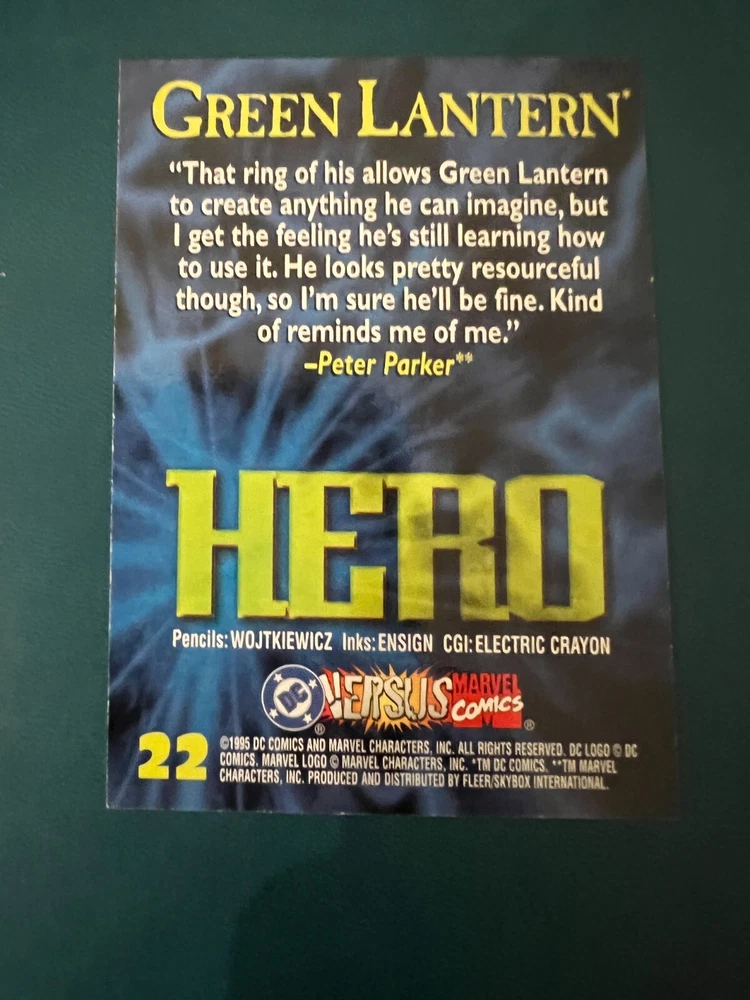 GREEN LANTERN*
“That ring of his allows Green Lantern
to create anything he can imagine, but
I get the feeling he’s still learning how
to use it. He looks pretty resourceful
though, so I’m sure he’ll be fine. Kind
of reminds me of me.”
–Peter Parker**
HERO
Pencils: WOJTKIEWICZ Inks: ENSIGN CGI: ELECTRIC CRAYON
DC ® VERSUS MARVEL COMICS ®
22
©1995 DC COMICS AND MARVEL CHARACTERS, INC. ALL RIGHTS RESERVED. DC LOGO © DC
COMICS. MARVEL LOGO © MARVEL CHARACTERS, INC. *TM DC COMICS. **TM MARVEL
CHARACTERS, INC. PRODUCED AND DISTRIBUTED BY FLEER/SKYBOX INTERNATIONAL.